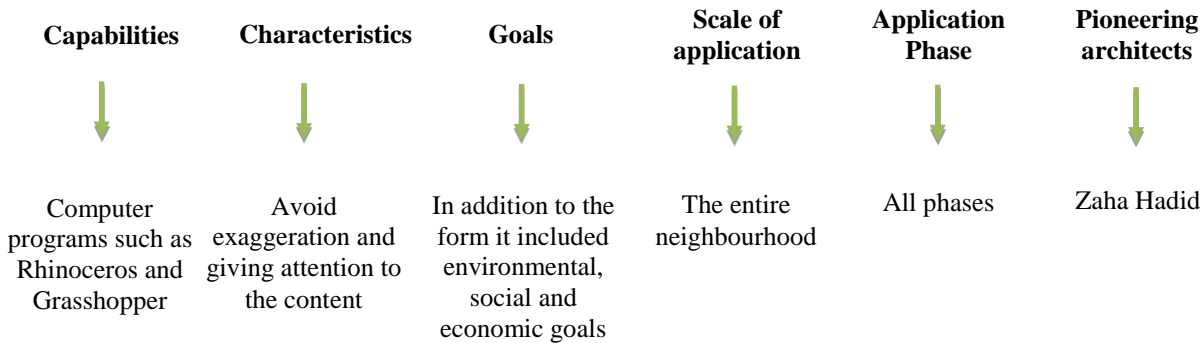 Capabilities
Characteristics
Goals
Scale of
application
Application
Phase
Pioneering
architects
Computer
programs such as
Rhinoceros and
Grasshopper
Avoid
exaggeration and
giving attention to
the content
In addition to the
form it included
environmental,
social and
economic goals
The entire
neighbourhood
All phases
Zaha Hadid